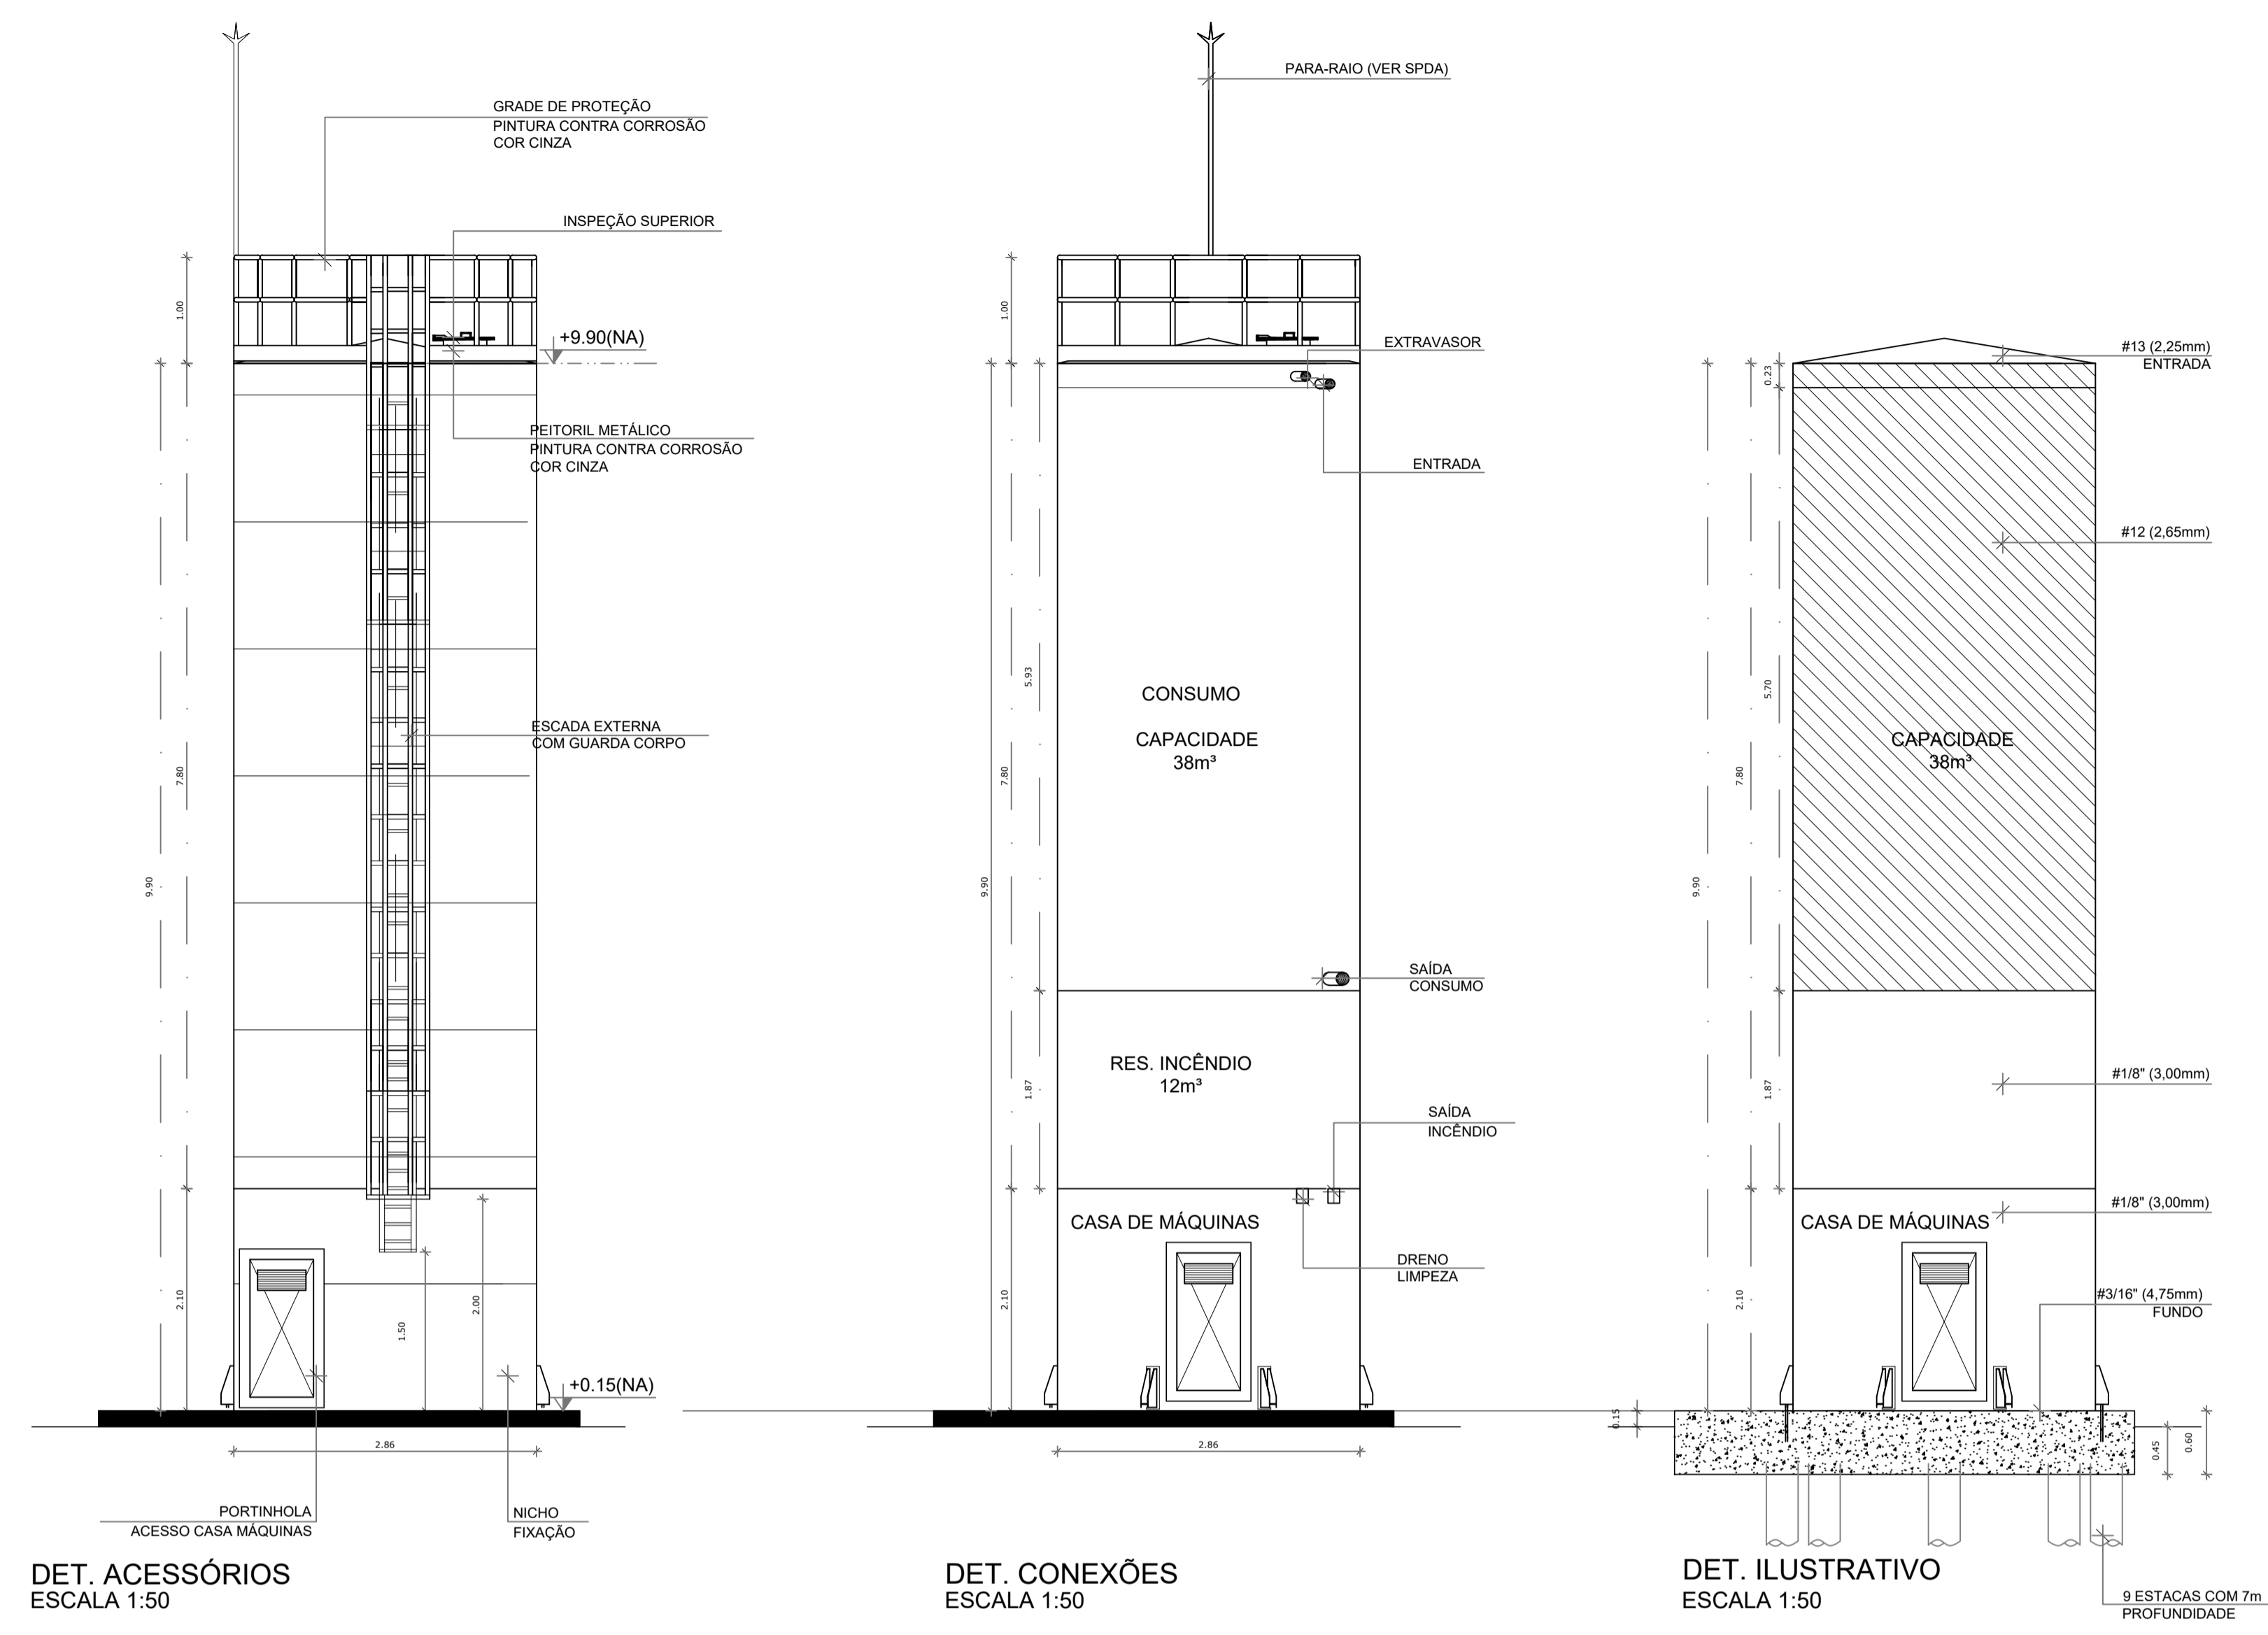 GRADE DE PROTEÇÃO
PINTURA CONTRA CORROSÃO
COR CINZA
INSPEÇÃO SUPERIOR
1.00
+9.90(NA)
PEITORIL METÁLICO
PINTURA CONTRA CORROSÃO
COR CINZA
ESCADA EXTERNA
COM GUARDA CORPO
7.80
9.90
2.10
1.50
2.00
+0.15(NA)
2.86
PORTINHOLA
ACESSO CASA MÁQUINAS
NICHO
FIXAÇÃO
DET. ACESSÓRIOS
ESCALA 1:50
PARA-RAIO (VER SPDA)
1.00
EXTRAVASOR
ENTRADA
5.93
CONSUMO
CAPACIDADE
38m³
7.80
9.90
SAÍDA
CONSUMO
RES. INCÊNDIO
12m³
1.87
SAÍDA
INCÊNDIO
CASA DE MÁQUINAS
DRENO
LIMPEZA
2.10
2.86
DET. CONEXÕES
ESCALA 1:50
#13 (2,25mm)
ENTRADA
0.23
#12 (2,65mm)
5.70
CAPACIDADE
38m³
7.80
9.90
#1/8" (3,00mm)
1.87
#1/8" (3,00mm)
CASA DE MÁQUINAS
#3/16" (4,75mm)
FUNDO
2.10
0.15
0.45
0.60
DET. ILUSTRATIVO
ESCALA 1:50
9 ESTACAS COM 7m
PROFUNDIDADE